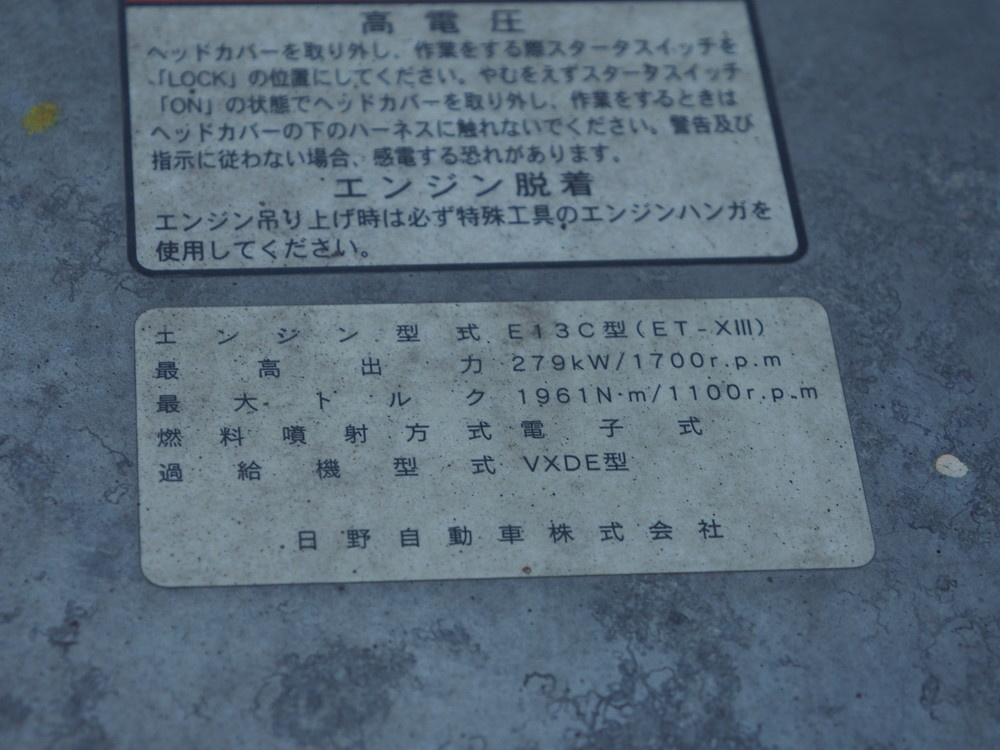 高電圧
ヘッドカバーを取り外し、作業をする際スタータスイッチを
「LOCK」の位置にしてください。やむをえずスタータスイッチ
「ON」の状態でヘッドカバーを取り外し、作業をするときは
ヘッドカバーの下のハーネスに触れないでください。警告及び
指示に従わない場合、感電する恐れがあります。
エンジン脱着
エンジン吊り上げ時は必ず特殊工具のエンジンハンガを
使用してください。
エンジン型式 E13C型(ET-XIII)
最高出力 279kW/1700r.p.m
最大トルク 1961N·m/1100r.p.m
燃料噴射方式 電子式
過給機型式 VXDE型
日野自動車株式会社